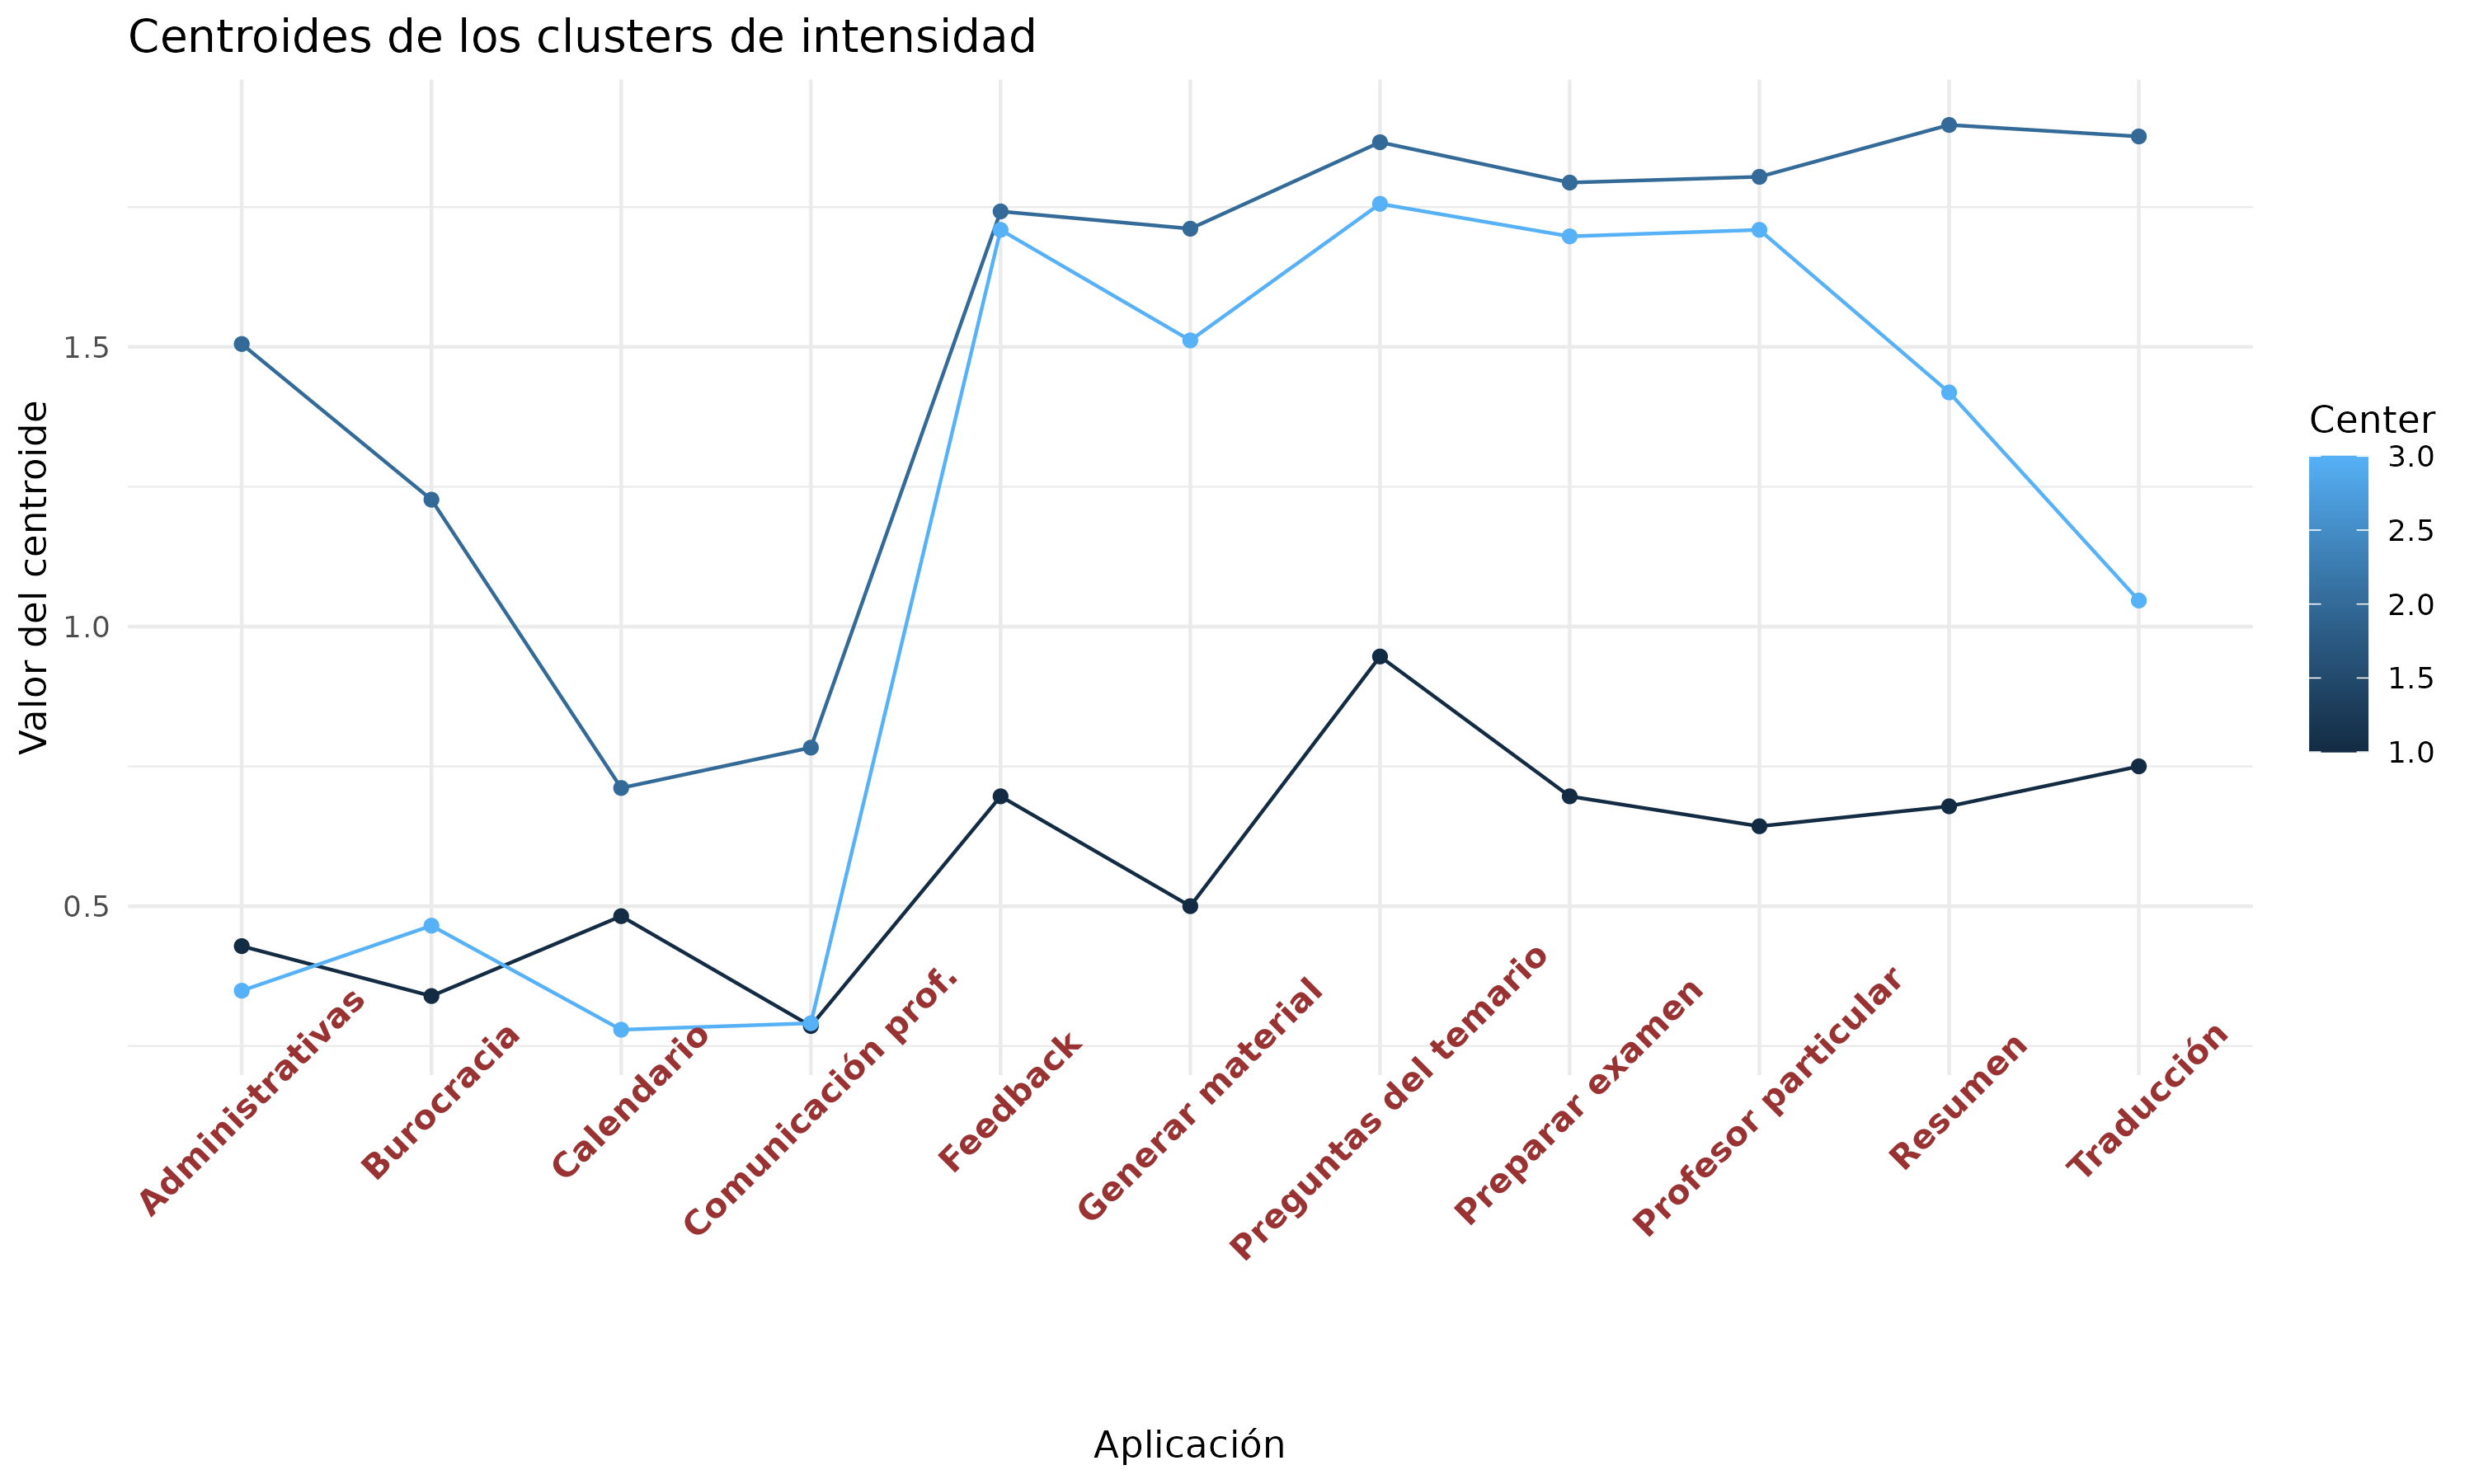 Centroides de los clusters de intensidad
Valor del centroide
1.5
1.0
0.5
Administrativas
Burocracia
Calendario
Comunicación prof.
Feedback
Generar material
Preguntas del temario
Preparar examen
Profesor particular
Resumen
Traducción
Aplicación
Center
3.0
2.5
2.0
1.5
1.0